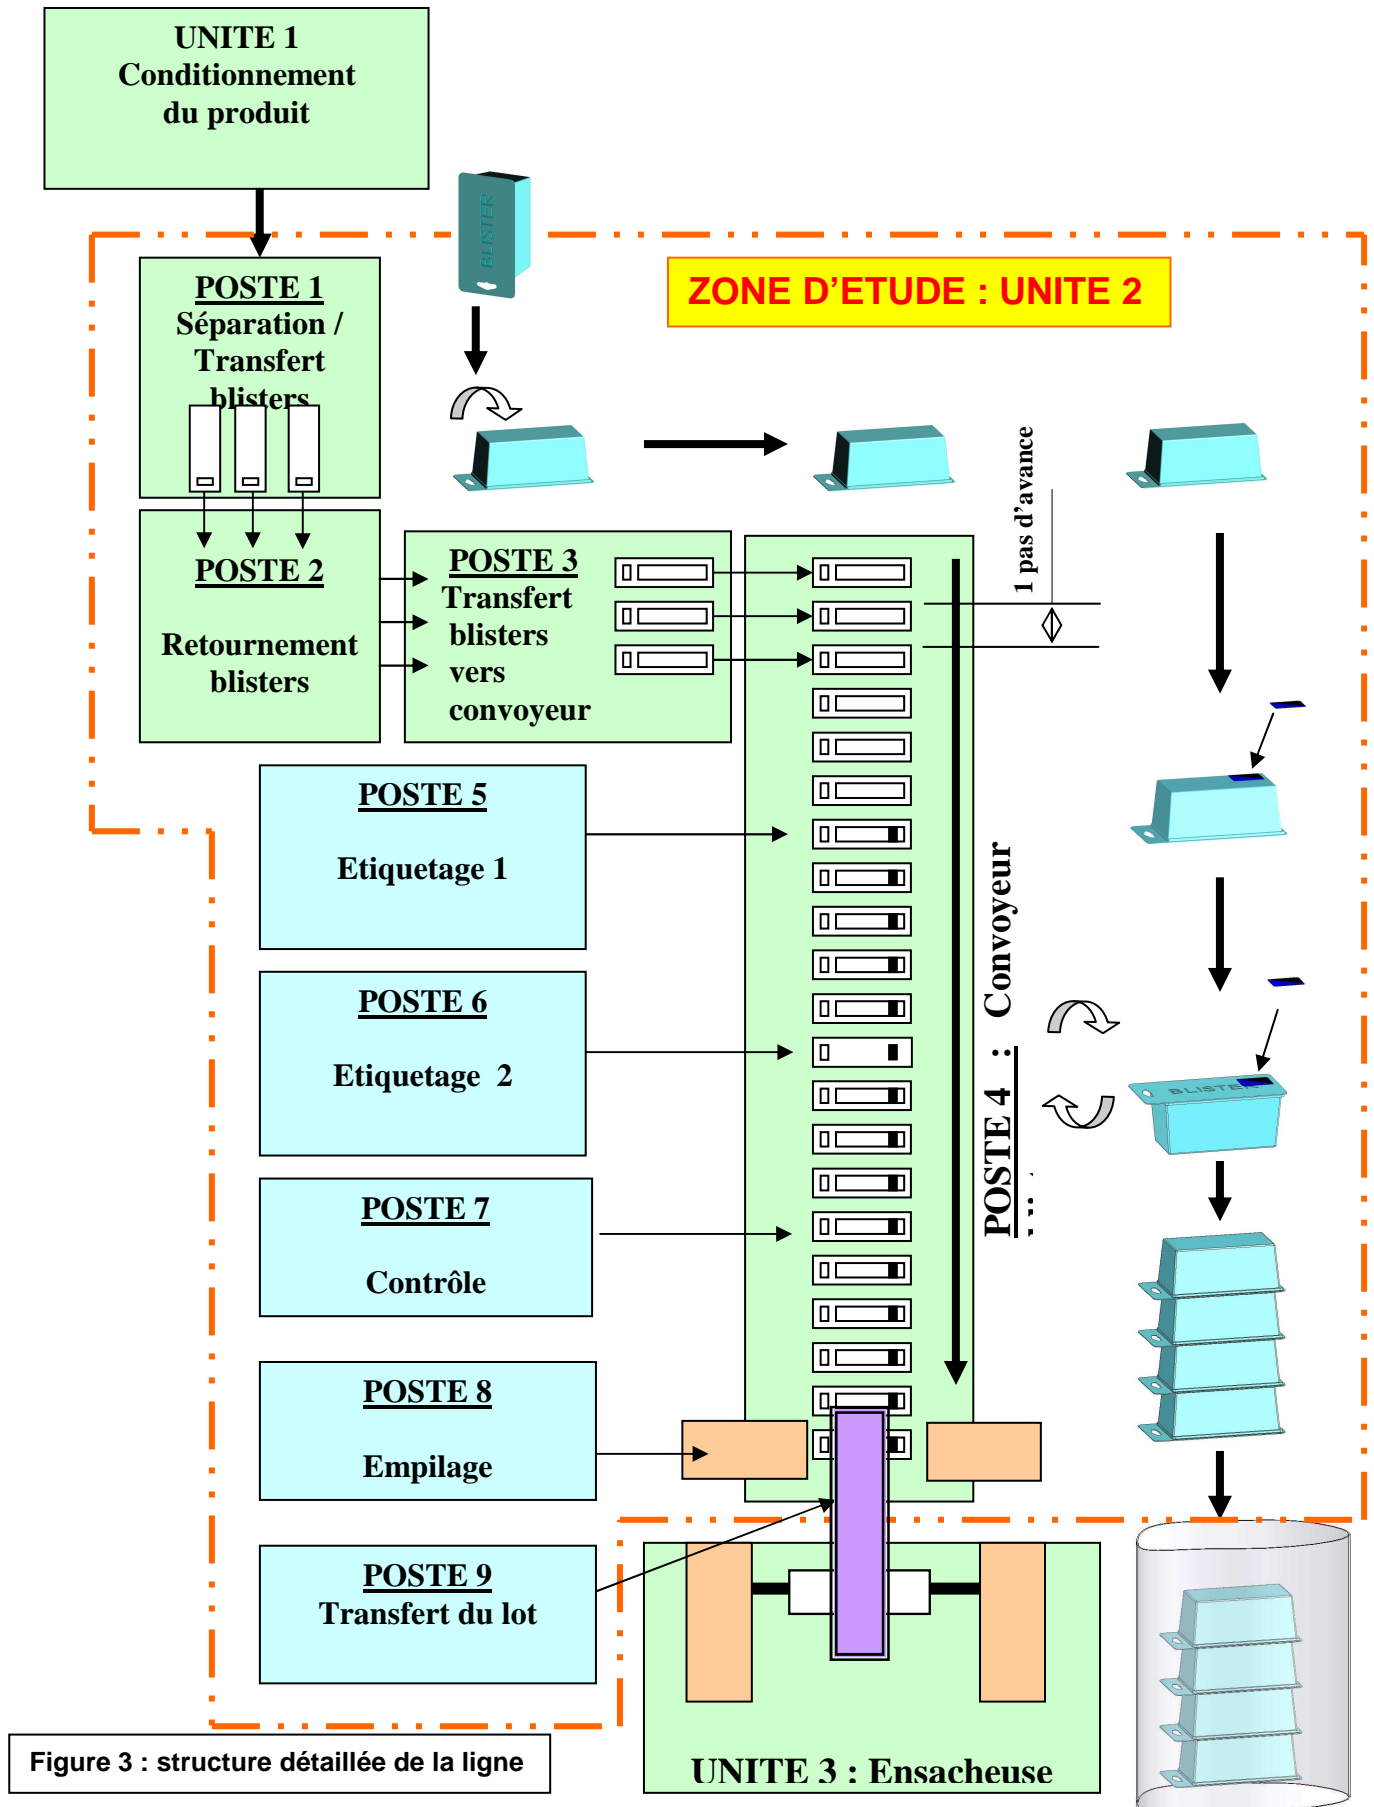 UNITE 1
Conditionnement
du produit
BLISTER
ZONE D'ETUDE : UNITE 2
POSTE 1
Séparation /
Transfert
blisters
1 pas d'avance
POSTE 2
Retournement
blisters
POSTE 3
Transfert
blisters
vers
convoyeur
POSTE 5
Etiquetage 1
POSTE 6
Etiquetage 2
POSTE 4 : Convoyeur
BLISTER
POSTE 7
Contrôle
POSTE 8
Empilage
POSTE 9
Transfert du lot
UNITE 3 : Ensacheuse
Figure 3 : structure détaillée de la ligne